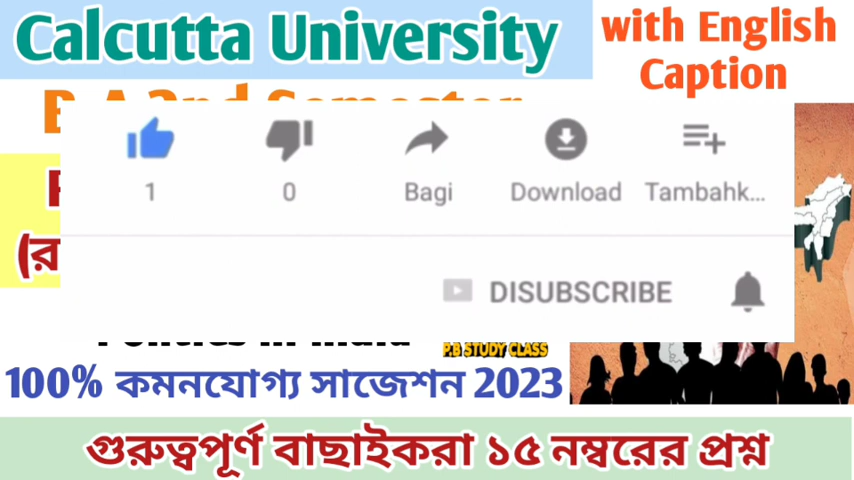 Calcutta University
with English
Caption
1
0
Bagi
Download
Tambahk...
DISUBSCRIBE
P.B STUDY CLASS
100% কমনযোগ্য সাজেশন 2023
গুরুত্বপূর্ণ বাছাইকরা ১৫ নম্বরের প্রশ্ন